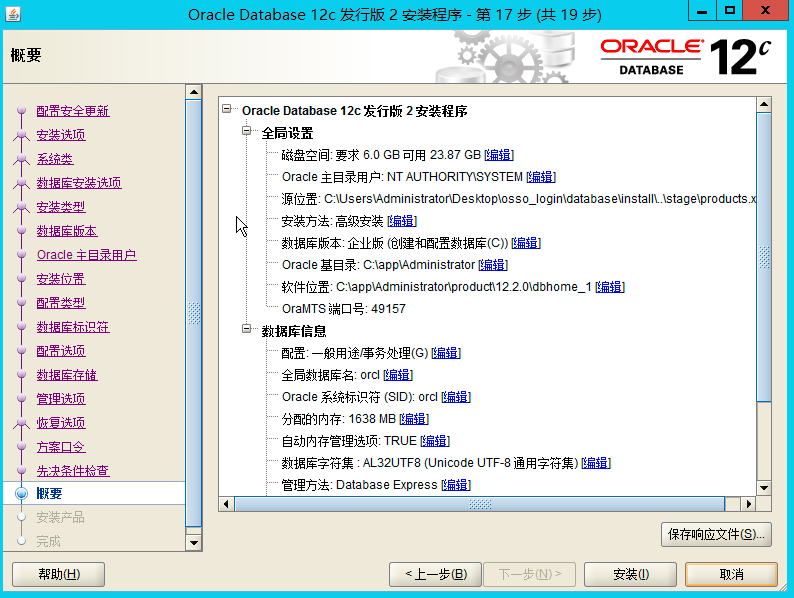 Oracle Database 12c 发行版 2 安装程序 - 第 17 步 (共 19 步)
概要
ORACLE
DATABASE
12c
配置安全更新
安装选项
系统类
数据库安装选项
安装类型
数据库版本
Oracle 主目录用户
安装位置
配置类型
数据库标识符
配置选项
数据库存储
管理选项
恢复选项
方案口令
先决条件检查
概要
安装产品
完成
Oracle Database 12c 发行版 2 安装程序
全局设置
磁盘空间: 要求 6.0 GB 可用 23.87 GB [编辑]
Oracle 主目录用户: NT AUTHORITY\SYSTEM [编辑]
源位置: C:\Users\Administrator\Desktop\osso_login\database\install\..\stage\products.x
安装方法: 高级安装 [编辑]
数据库版本: 企业版 (创建和配置数据库(C)) [编辑]
Oracle 基目录: C:\app\Administrator [编辑]
软件位置: C:\app\Administrator\product\12.2.0\dbhome_1 [编辑]
OraMTS 端口号: 49157
数据库信息
配置: 一般用途/事务处理(G) [编辑]
全局数据库名: orcl [编辑]
Oracle 系统标识符 (SID): orcl [编辑]
分配的内存: 1638 MB [编辑]
自动内存管理选项: TRUE [编辑]
数据库字符集 : AL32UTF8 (Unicode UTF-8 通用字符集) [编辑]
管理方法: Database Express [编辑]
保存响应文件(S)...
帮助(H)
< 上一步(B)
下一步(N) >
安装(I)
取消